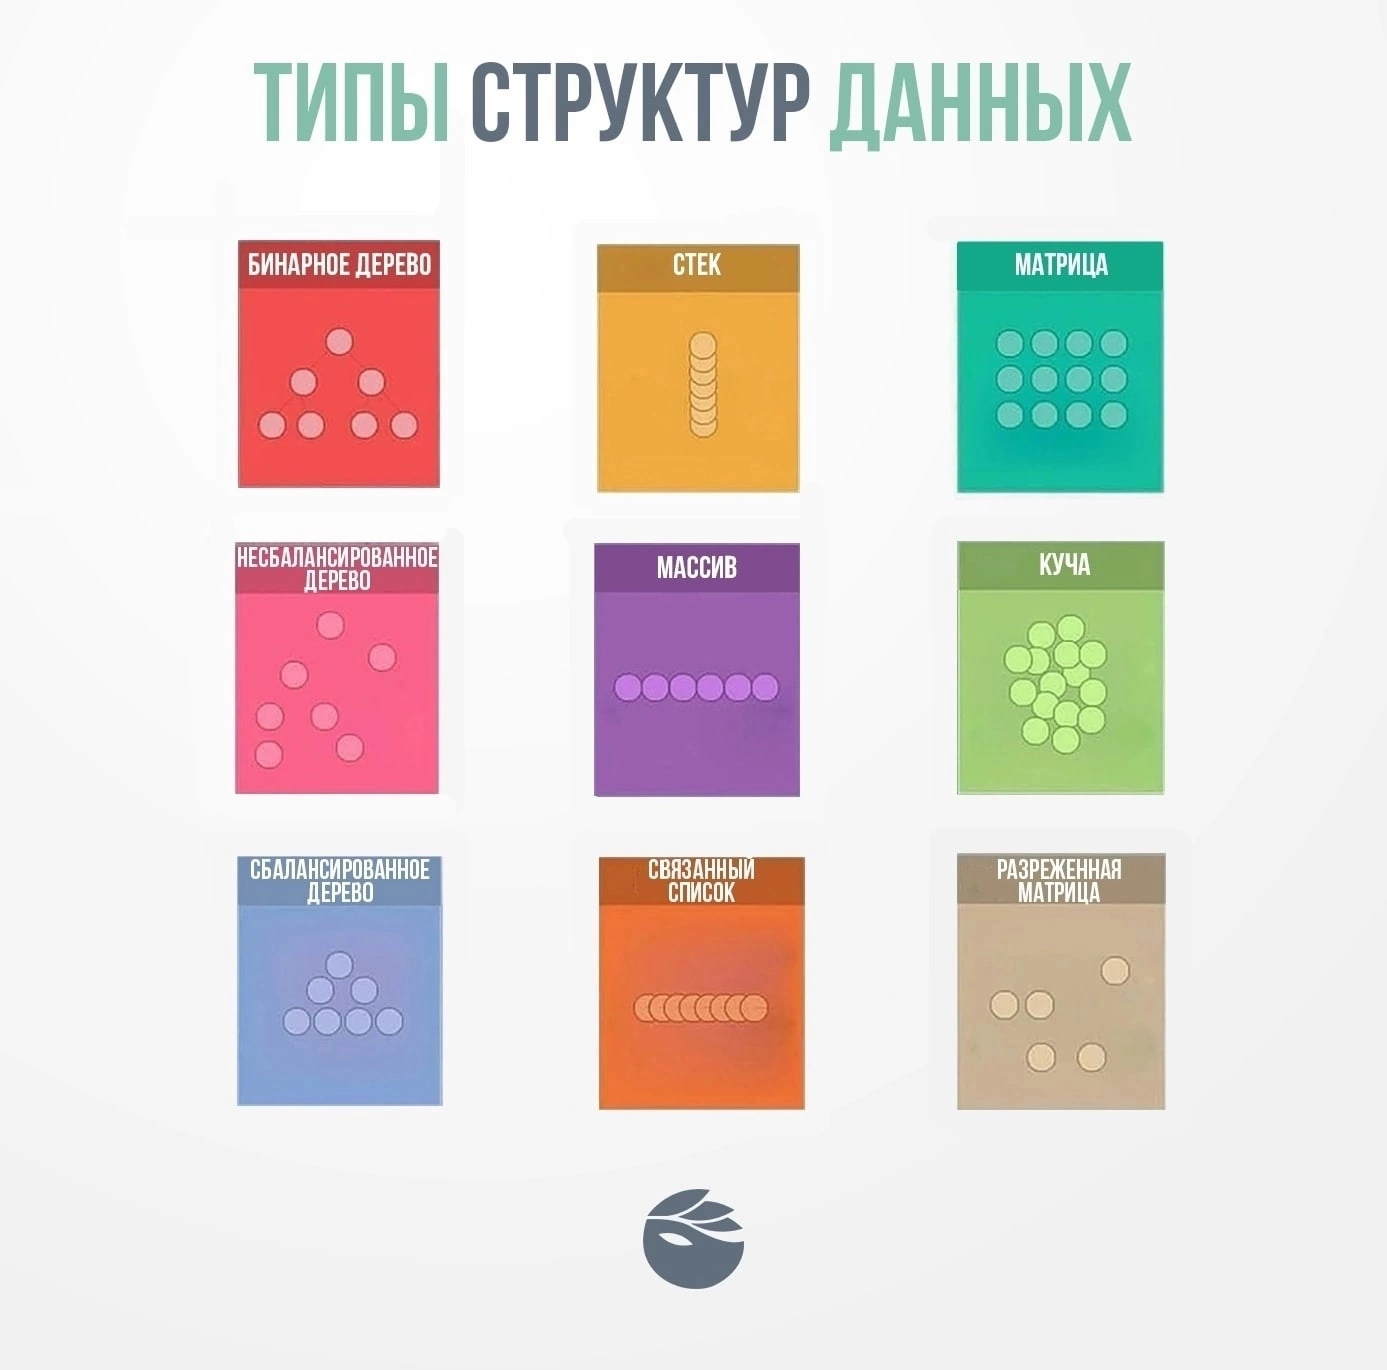 ТИПЫ СТРУКТУР ДАННЫХ
БИНАРНОЕ ДЕРЕВО
СТЕК
МАТРИЦА
НЕСБАЛАНСИРОВАННОЕ
ДЕРЕВО
МАССИВ
КУЧА
СБАЛАНСИРОВАННОЕ
ДЕРЕВО
СВЯЗАННЫЙ
СПИСОК
РАЗРЕЖЕННАЯ
МАТРИЦА